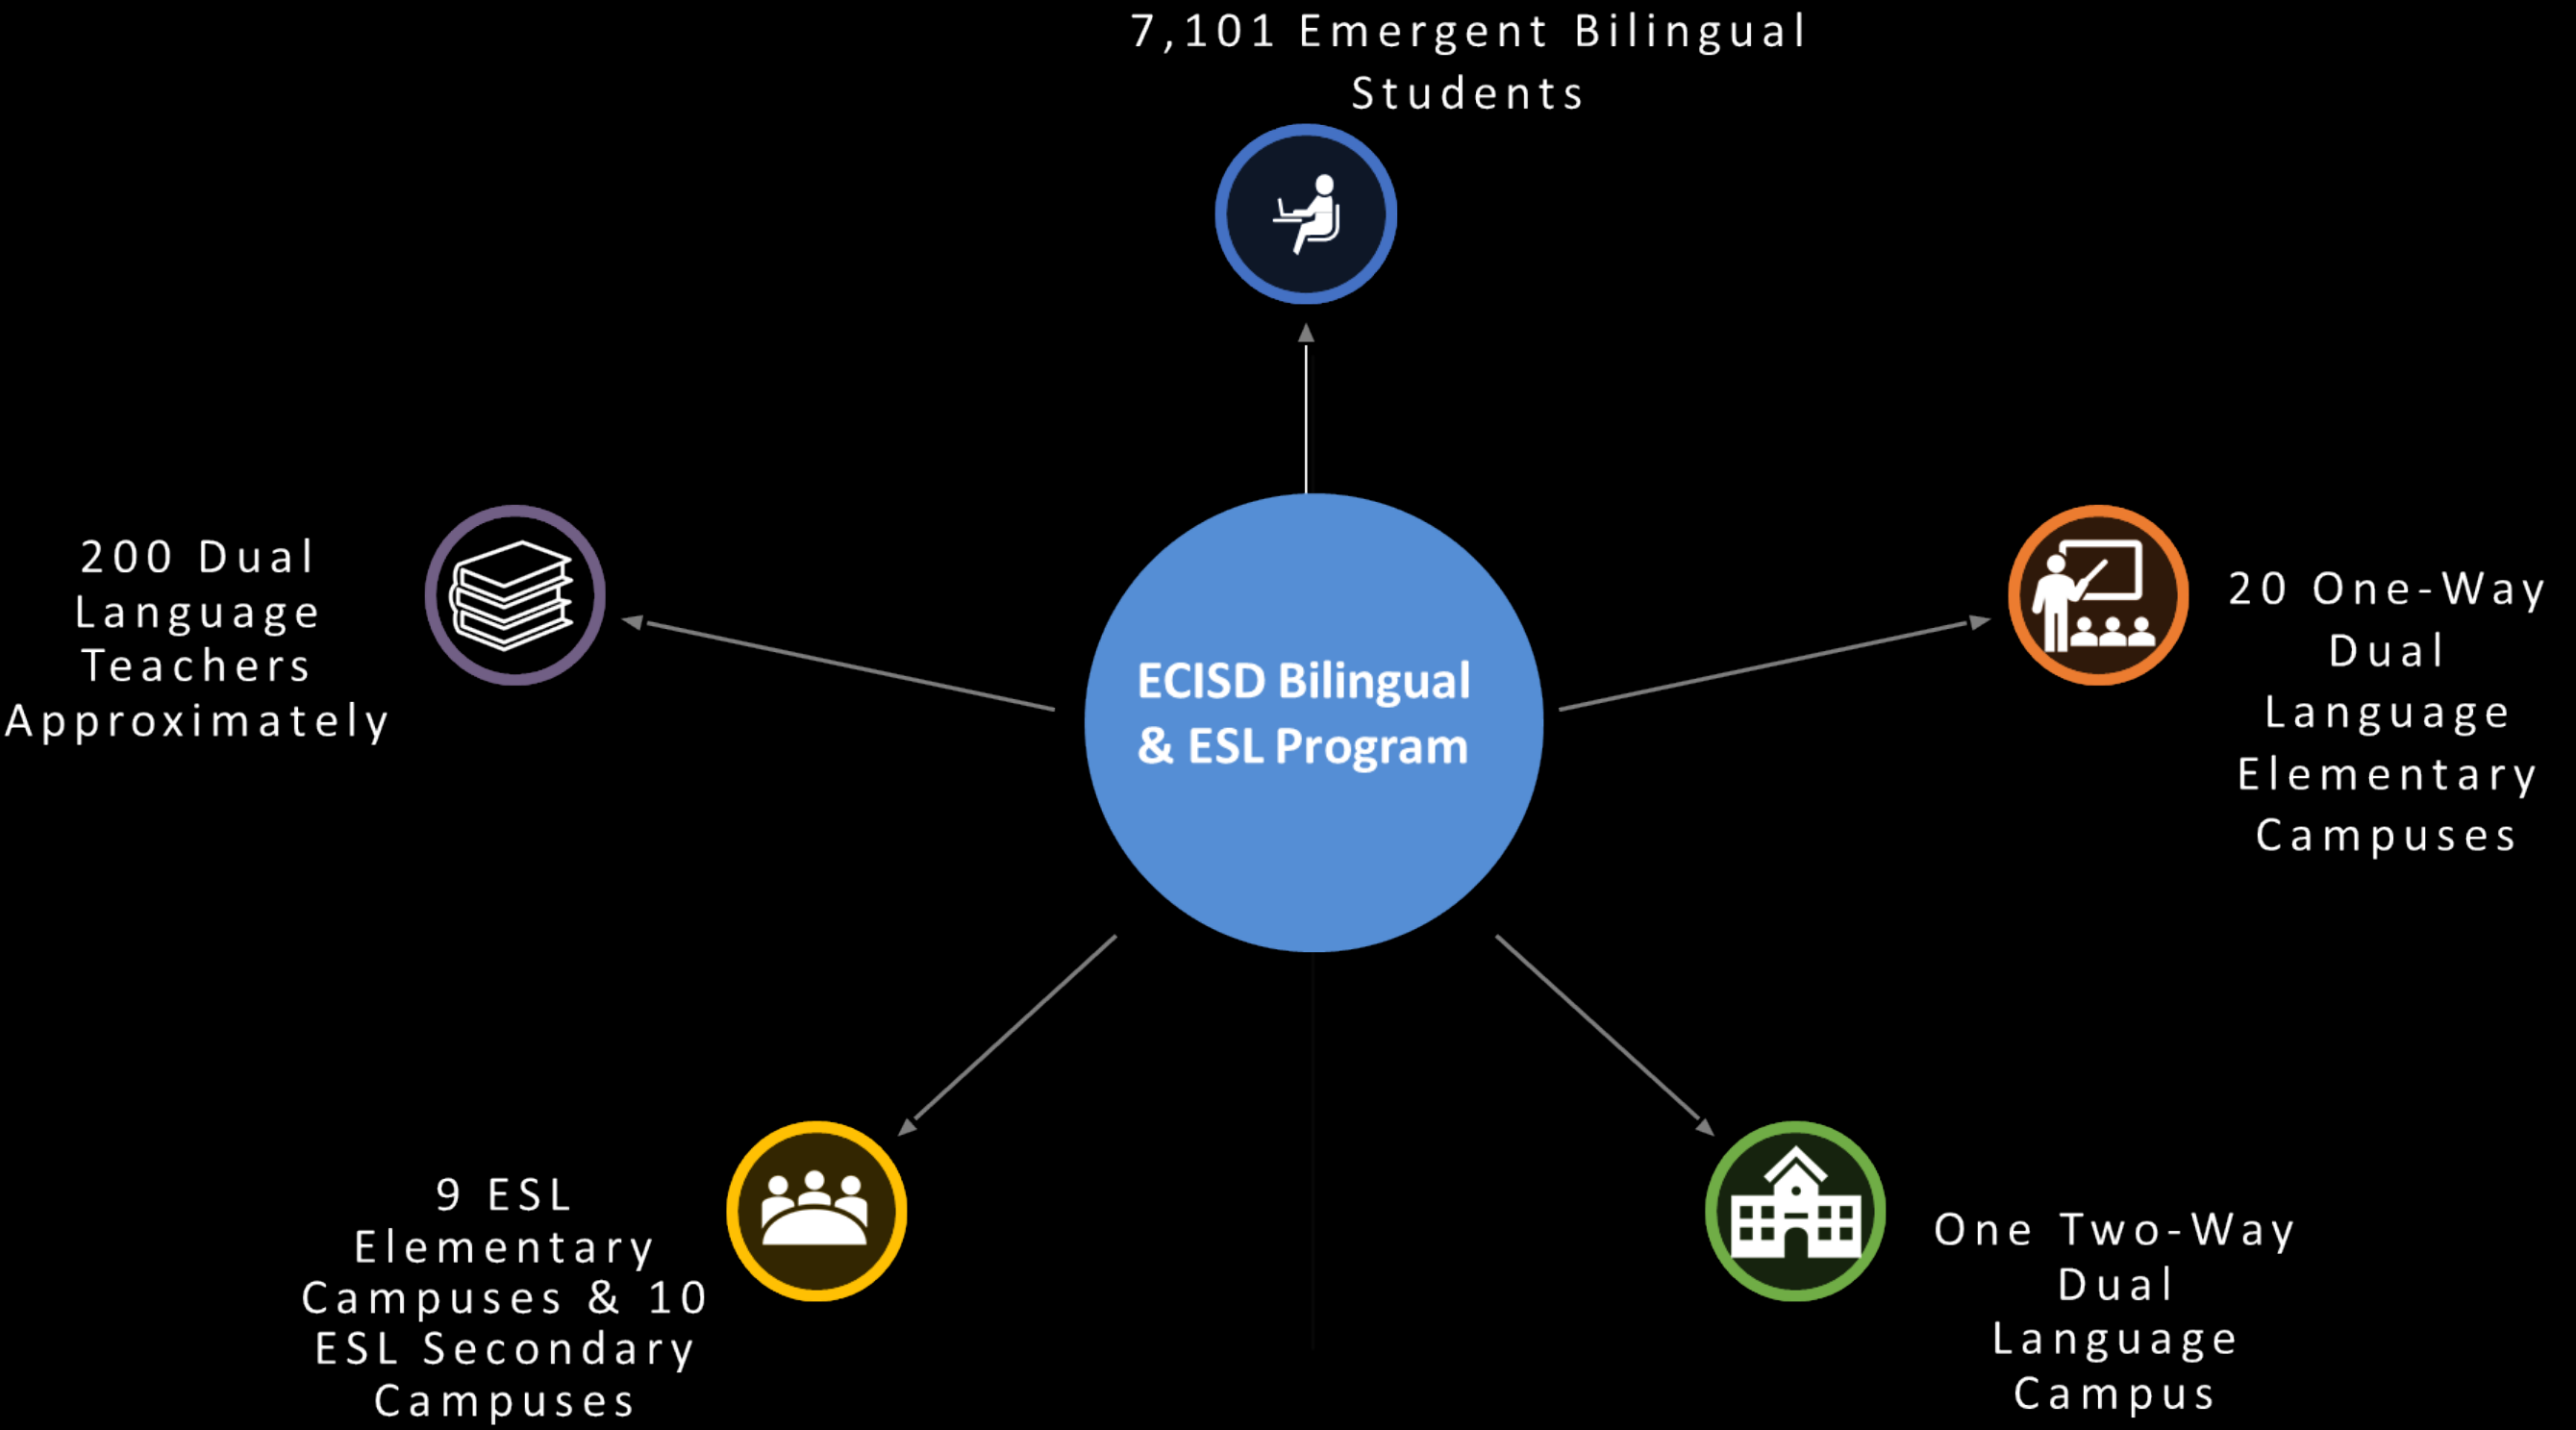 7,101 Emergent Bilingual
Students
200 Dual
Language
Teachers
Approximately
ECISD Bilingual
& ESL Program
20 One-Way
Dual
Language
Elementary
Campuses
9 ESL
Elementary
Campuses & 10
ESL Secondary
Campuses
One Two-Way
Dual
Language
Campus